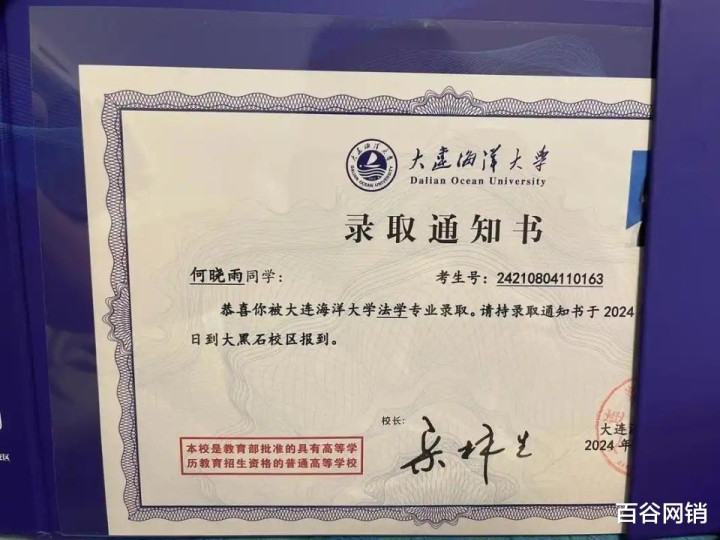 大连海洋大学
Dalian Ocean University
录取通知书
何晓雨同学：
考生号：24210804110163
恭喜你被大连海洋大学法学专业录取。请持录取通知书于2024
日到大黑石校区报到。
校长：
大连
2024年
本校是教育部批准的具有高等学
历教育招生资格的普通高等学校
百谷网销